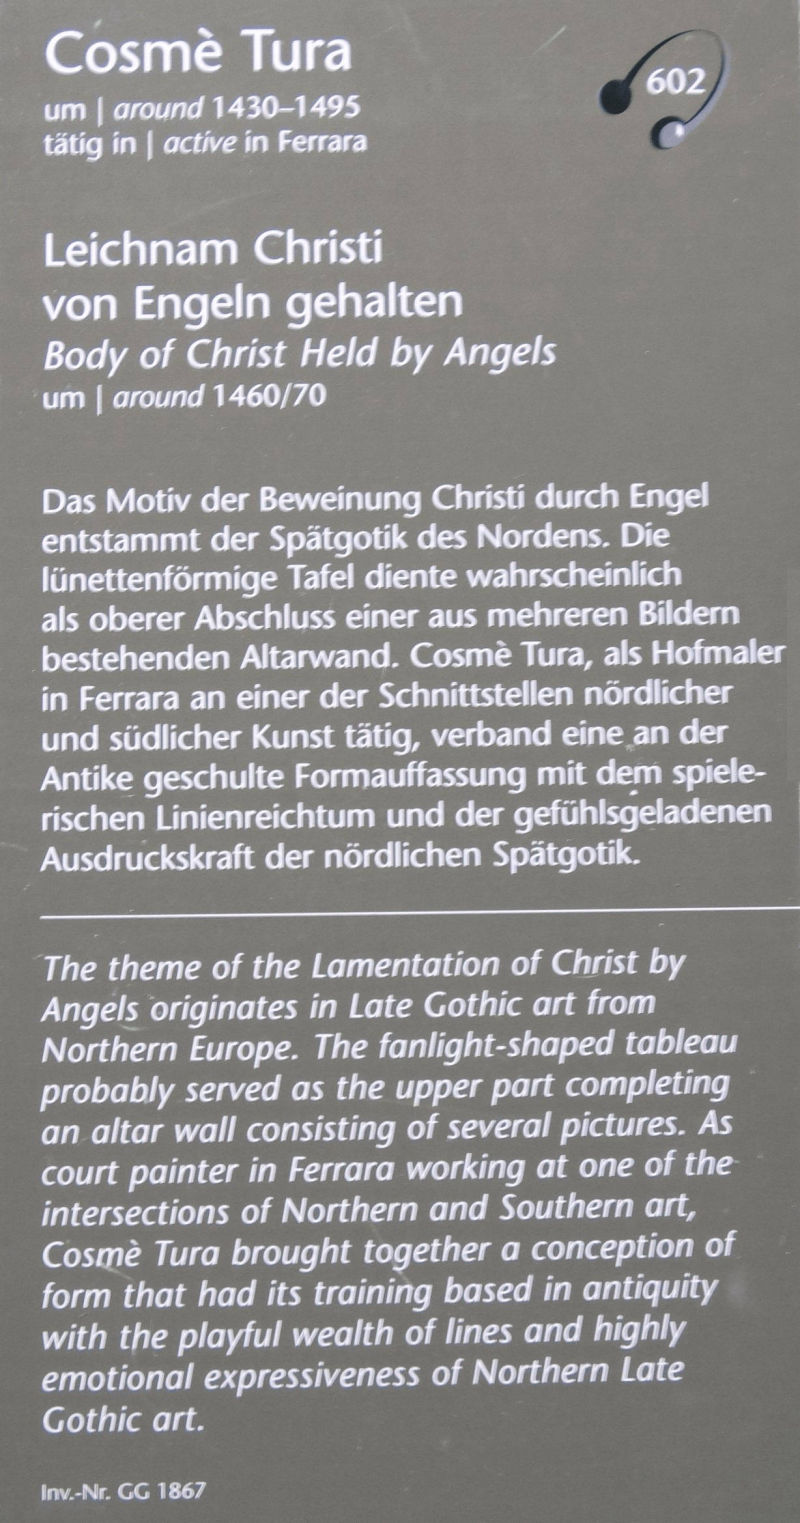 Cosmè Tura
602
um | around 1430–1495
tätig in | active in Ferrara
Leichnam Christi
von Engeln gehalten
Body of Christ Held by Angels
um | around 1460/70
Das Motiv der Beweinung Christi durch Engel
entstammt der Spätgotik des Nordens. Die
lünettenförmige Tafel diente wahrscheinlich
als oberer Abschluss einer aus mehreren Bildern
bestehenden Altarwand. Cosmè Tura, als Hofmaler
in Ferrara an einer der Schnittstellen nördlicher
und südlicher Kunst tätig, verband eine an der
Antike geschulte Formauffassung mit dem spiele-
rischen Linienreichtum und der gefühlsgeladenen
Ausdruckskraft der nördlichen Spätgotik.
The theme of the Lamentation of Christ by
Angels originates in Late Gothic art from
Northern Europe. The fanlight-shaped tableau
probably served as the upper part completing
an altar wall consisting of several pictures. As
court painter in Ferrara working at one of the
intersections of Northern and Southern art,
Cosmè Tura brought together a conception of
form that had its training based in antiquity
with the playful wealth of lines and highly
emotional expressiveness of Northern Late
Gothic art.
Inv.-Nr. GG 1867